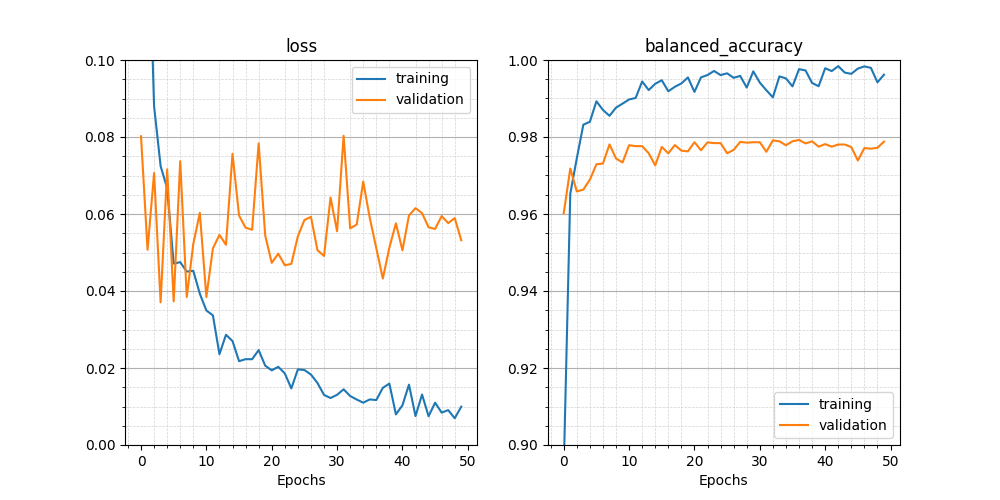 loss
0.10
0.08
0.06
0.04
0.02
0.00
0 10 20 30 40 50
Epochs
training
validation
balanced_accuracy
1.00
0.98
0.96
0.94
0.92
0.90
0 10 20 30 40 50
Epochs
training
validation